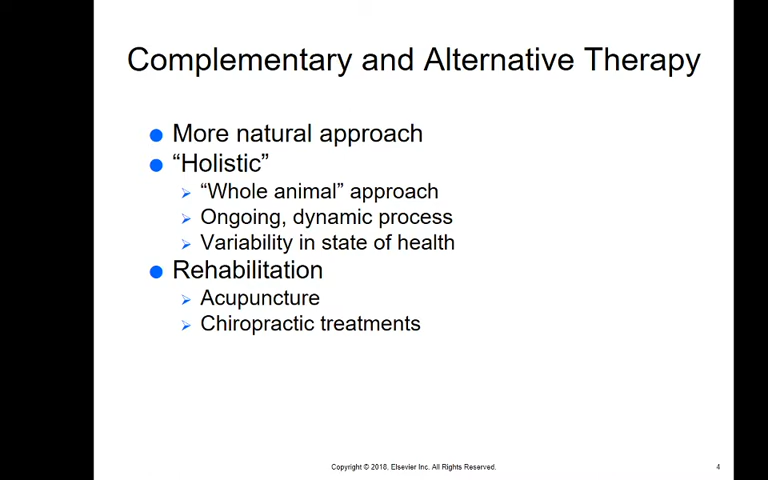 Complementary and Alternative Therapy
More natural approach
“Holistic”
“Whole animal” approach
Ongoing, dynamic process
Variability in state of health
Rehabilitation
Acupuncture
Chiropractic treatments
Copyright © 2018. Elsevier Inc. All Rights Reserved.
4